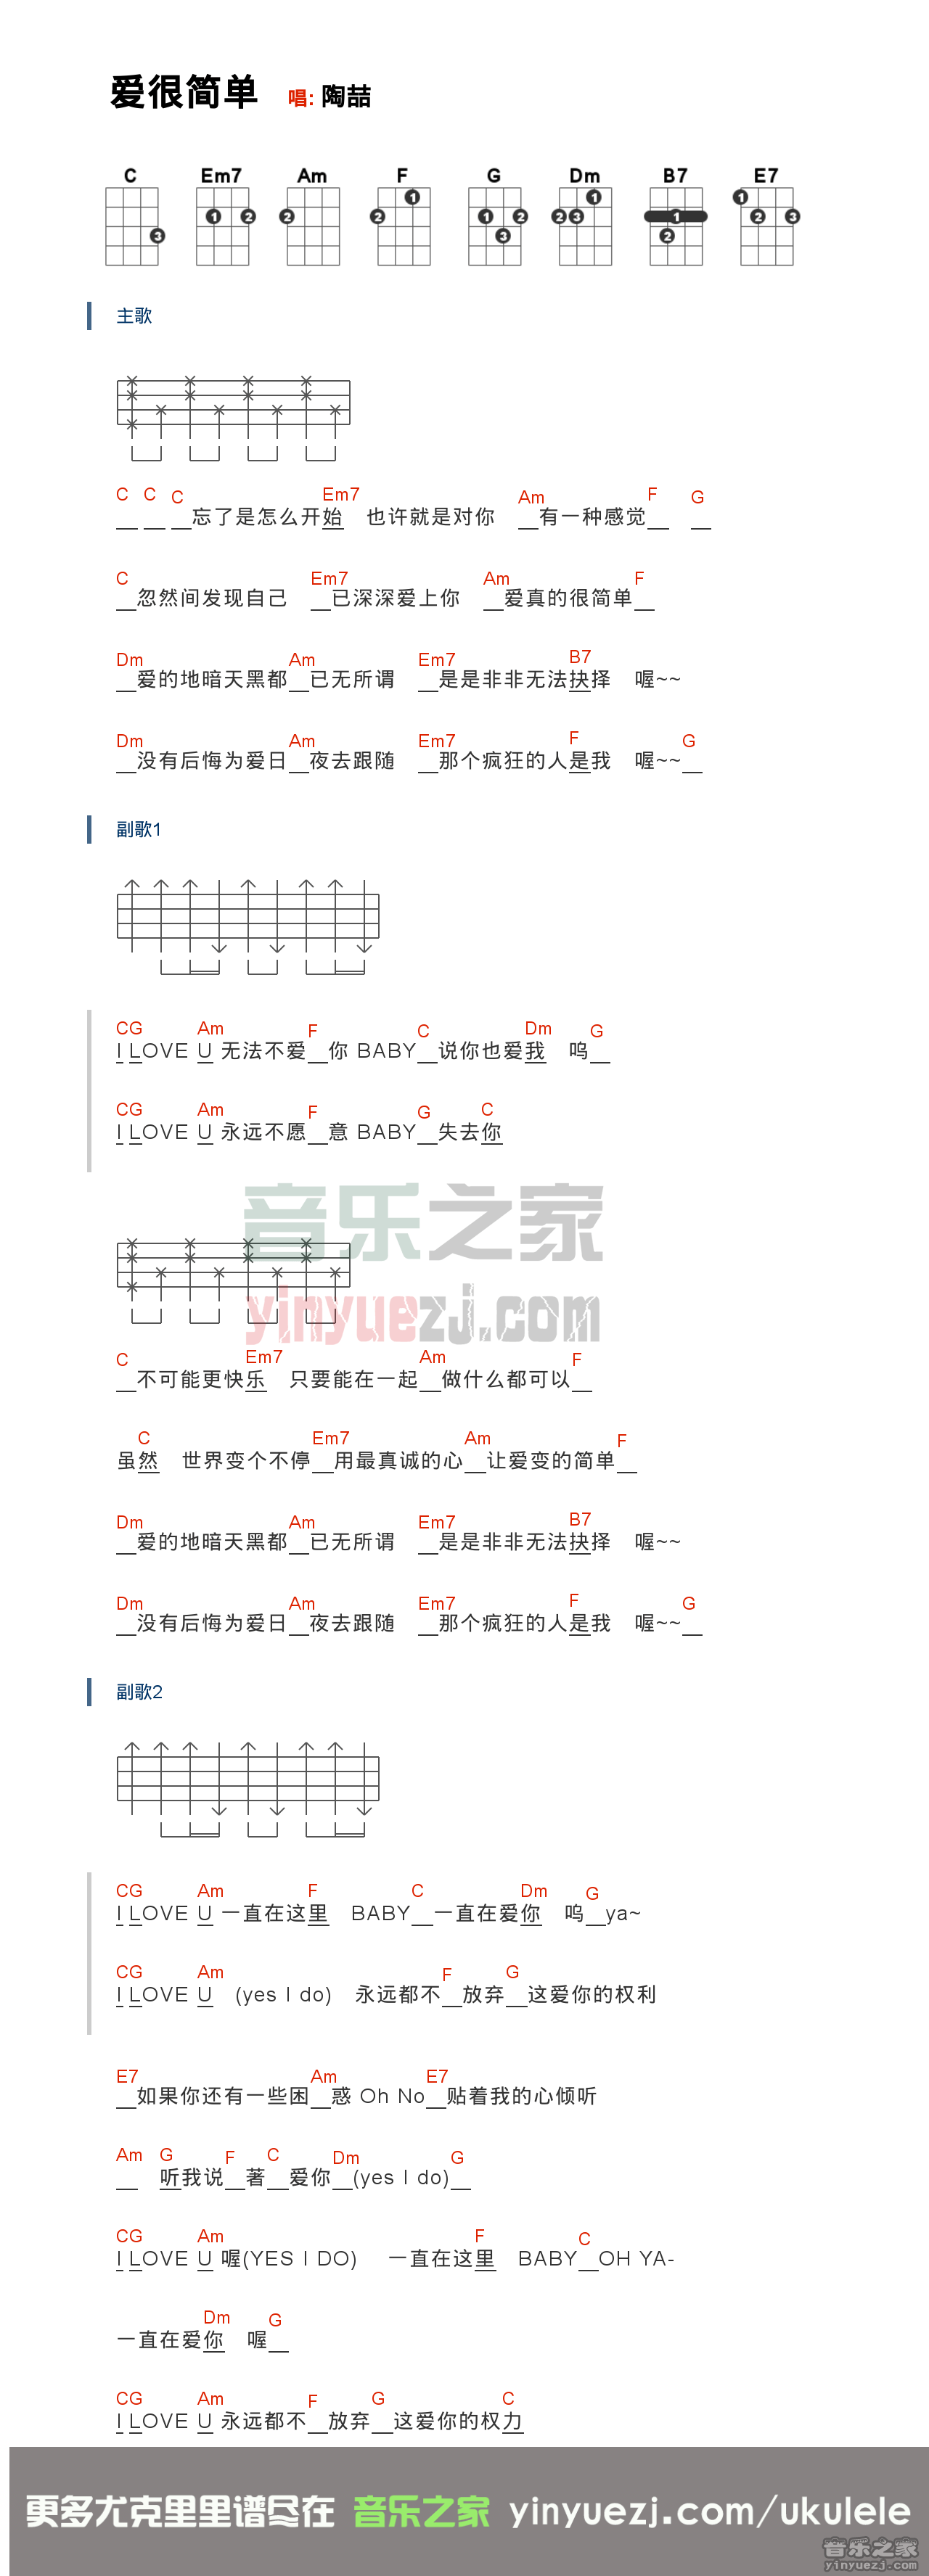 爱很简单 唱: 陶喆
C Em7 Am F G Dm B7 E7
3 1 2 2 2 1 1 2 3 2 3 1 1 2 1 2 3
主歌
C C C Em7 Am F G
__ __ __忘了是怎么开始 也许就是对你 __有一种感觉__ __
C Em7 Am F
__忽然间发现自己 __已深深爱上你 __爱真的很简单__
Dm Am Em7 B7
__爱的地暗天黑都__已无所谓 __是是非非无法抉择 喔~~
Dm Am Em7 F G
__没有后悔为爱日__夜去跟随 __那个疯狂的人是我 喔~~__
副歌1
CG Am F C Dm G
I LOVE U 无法不爱__你 BABY__说你也爱我 呜__
CG Am F G C
I LOVE U 永远不愿__意 BABY__失去你
音乐之家
yinyuezj.com
C Em7 Am F
__不可能更快乐 只要能在一起__做什么都可以__
C Em7 Am F
虽然 世界变个不停__用最真诚的心__让爱变的简单__
Dm Am Em7 B7
__爱的地暗天黑都__已无所谓 __是是非非无法抉择 喔~~
Dm Am Em7 F G
__没有后悔为爱日__夜去跟随 __那个疯狂的人是我 喔~~__
副歌2
CG Am F C Dm G
I LOVE U 一直在这里 BABY__一直在爱你 呜__ya~
CG Am F G
I LOVE U (yes I do) 永远都不__放弃__这爱你的权利
E7 Am E7
__如果你还有一些困__惑 Oh No__贴着我的心倾听
Am G F C Dm G
__ 听我说__著__爱你__(yes I do)__
CG Am F C
I LOVE U 喔(YES I DO) 一直在这里 BABY__OH YA-
Dm G
一直在爱你 喔__
CG Am F G C
I LOVE U 永远都不__放弃__这爱你的权力
更多尤克里里谱尽在 音乐之家 yinyuezj.com/ukulele
音乐之家
yinyuezj.com